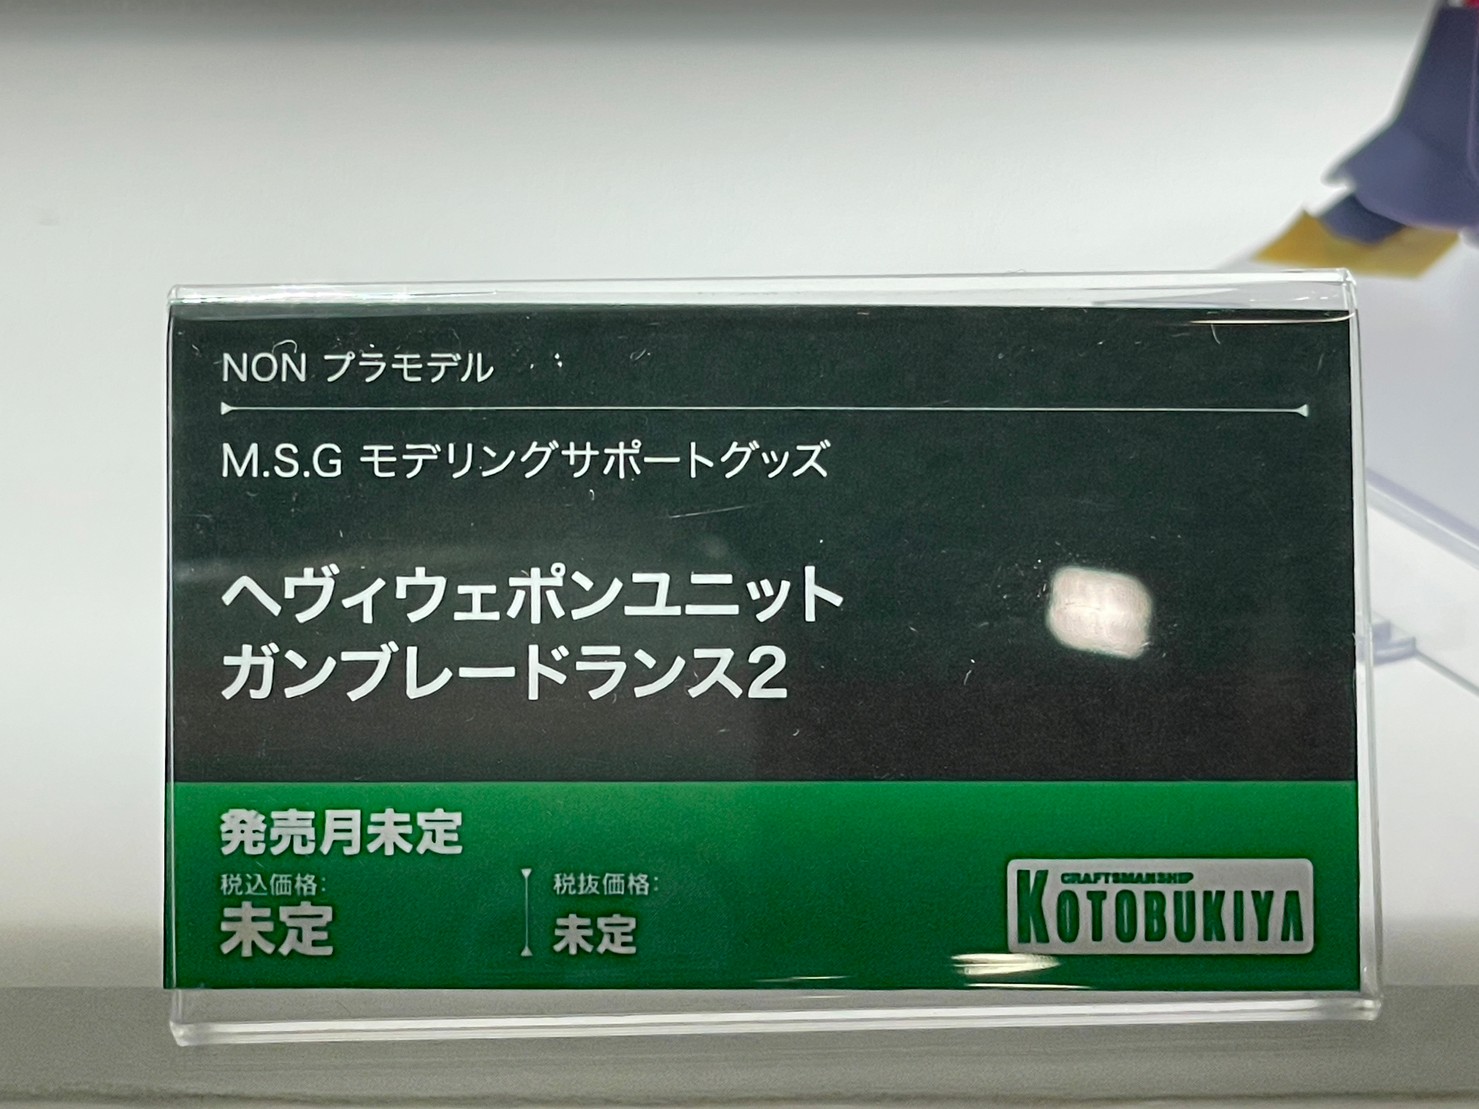 NON プラモデル
M.S.G モデリングサポートグッズ
ヘヴィウェポンユニット
ガンブレードランス2
発売月未定
税込価格:
未定
税抜価格:
未定
CRAFTSMANSHIP
KOTOBUKIYA